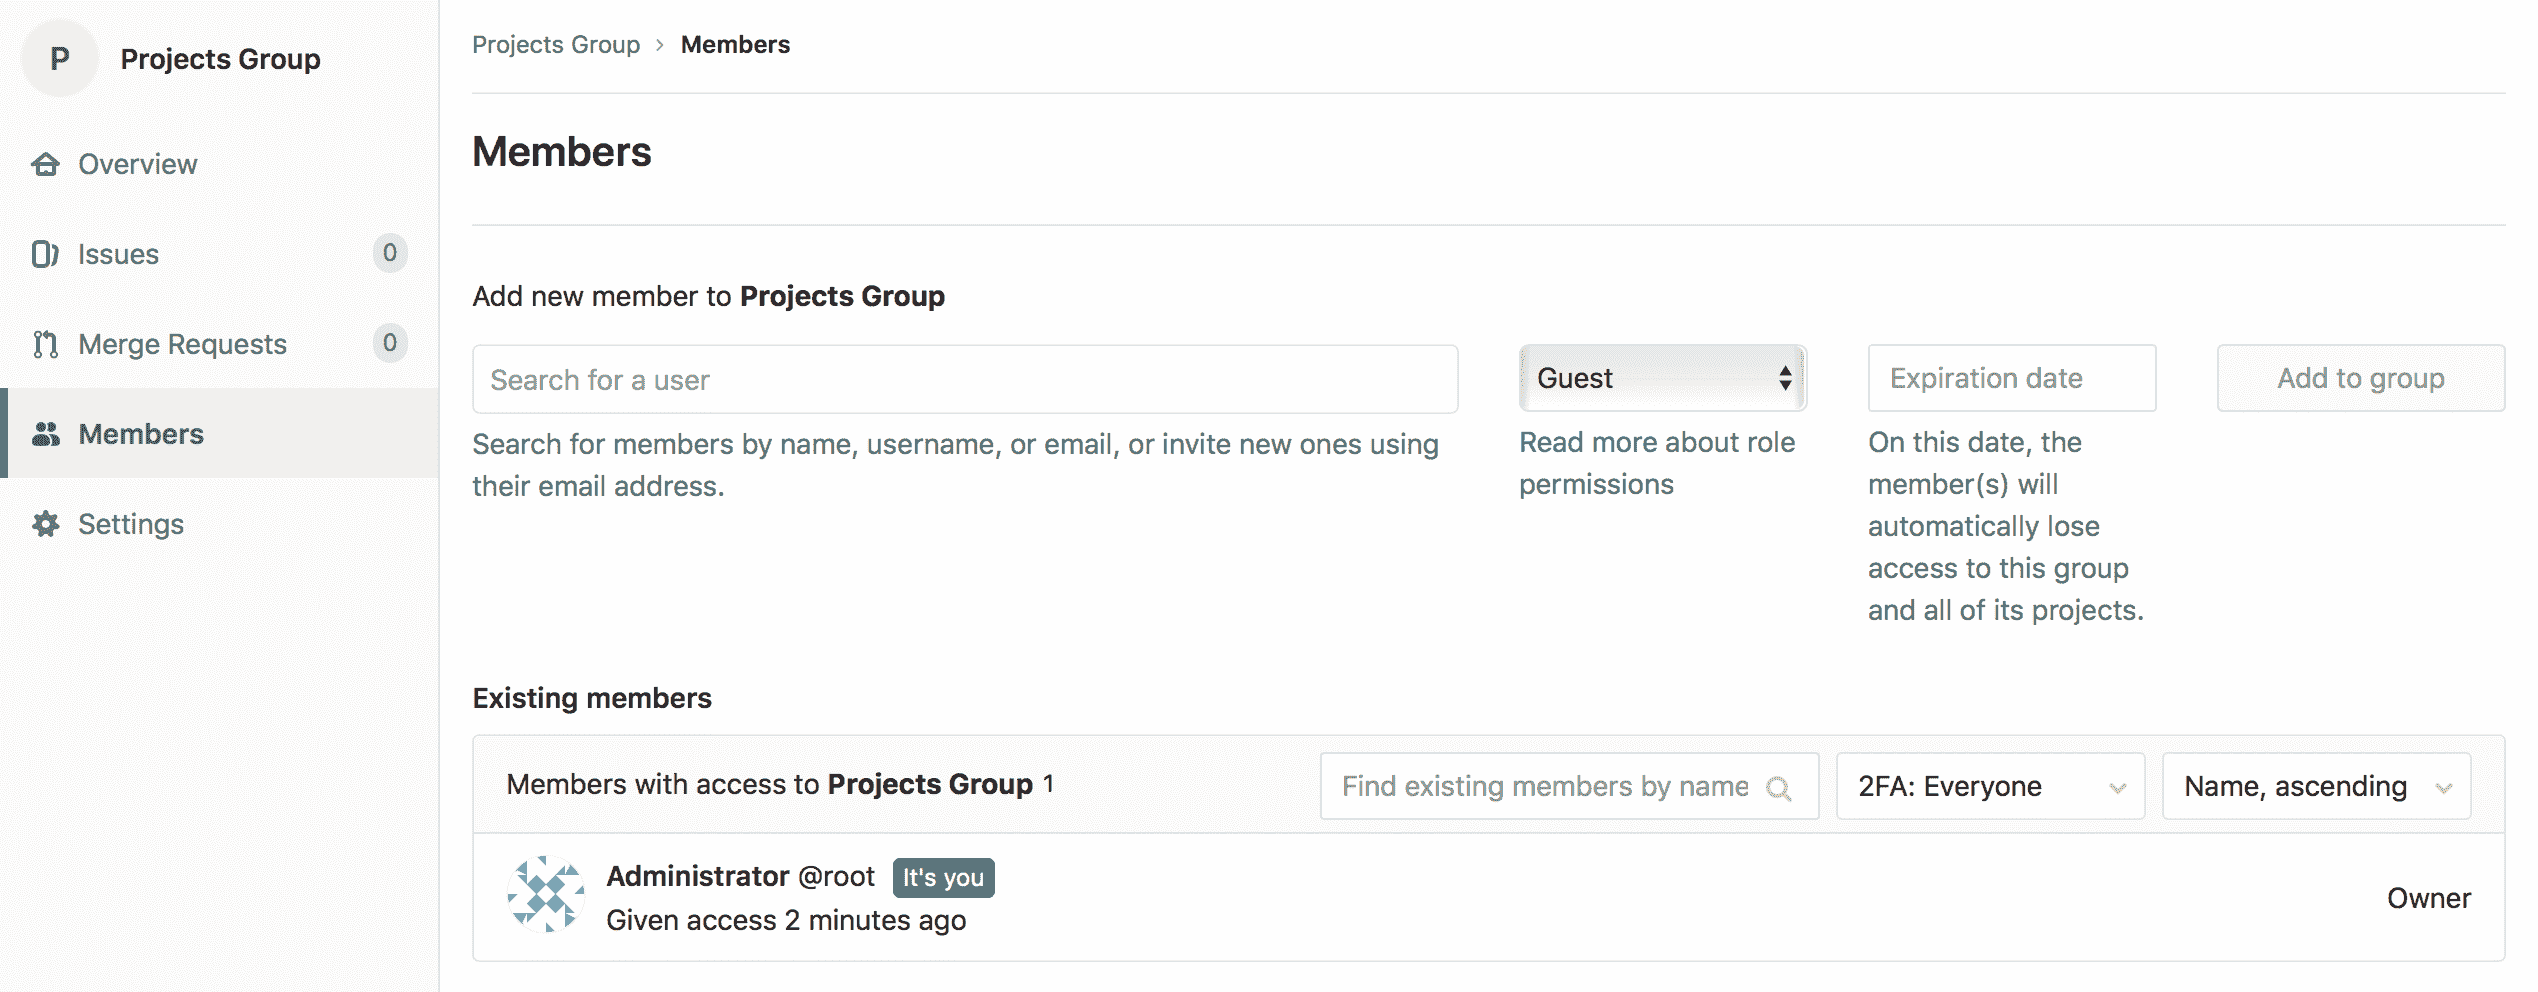 P
Projects Group
Overview
Issues 0
Merge Requests 0
Members
Settings
Projects Group › Members
Members
Add new member to Projects Group
Search for a user
Search for members by name, username, or email, or invite new ones using
their email address.
Guest
Read more about role
permissions
Expiration date
On this date, the
member(s) will
automatically lose
access to this group
and all of its projects.
Add to group
Existing members
Members with access to Projects Group 1
Find existing members by name
2FA: Everyone
Name, ascending
Administrator @root It's you
Given access 2 minutes ago
Owner